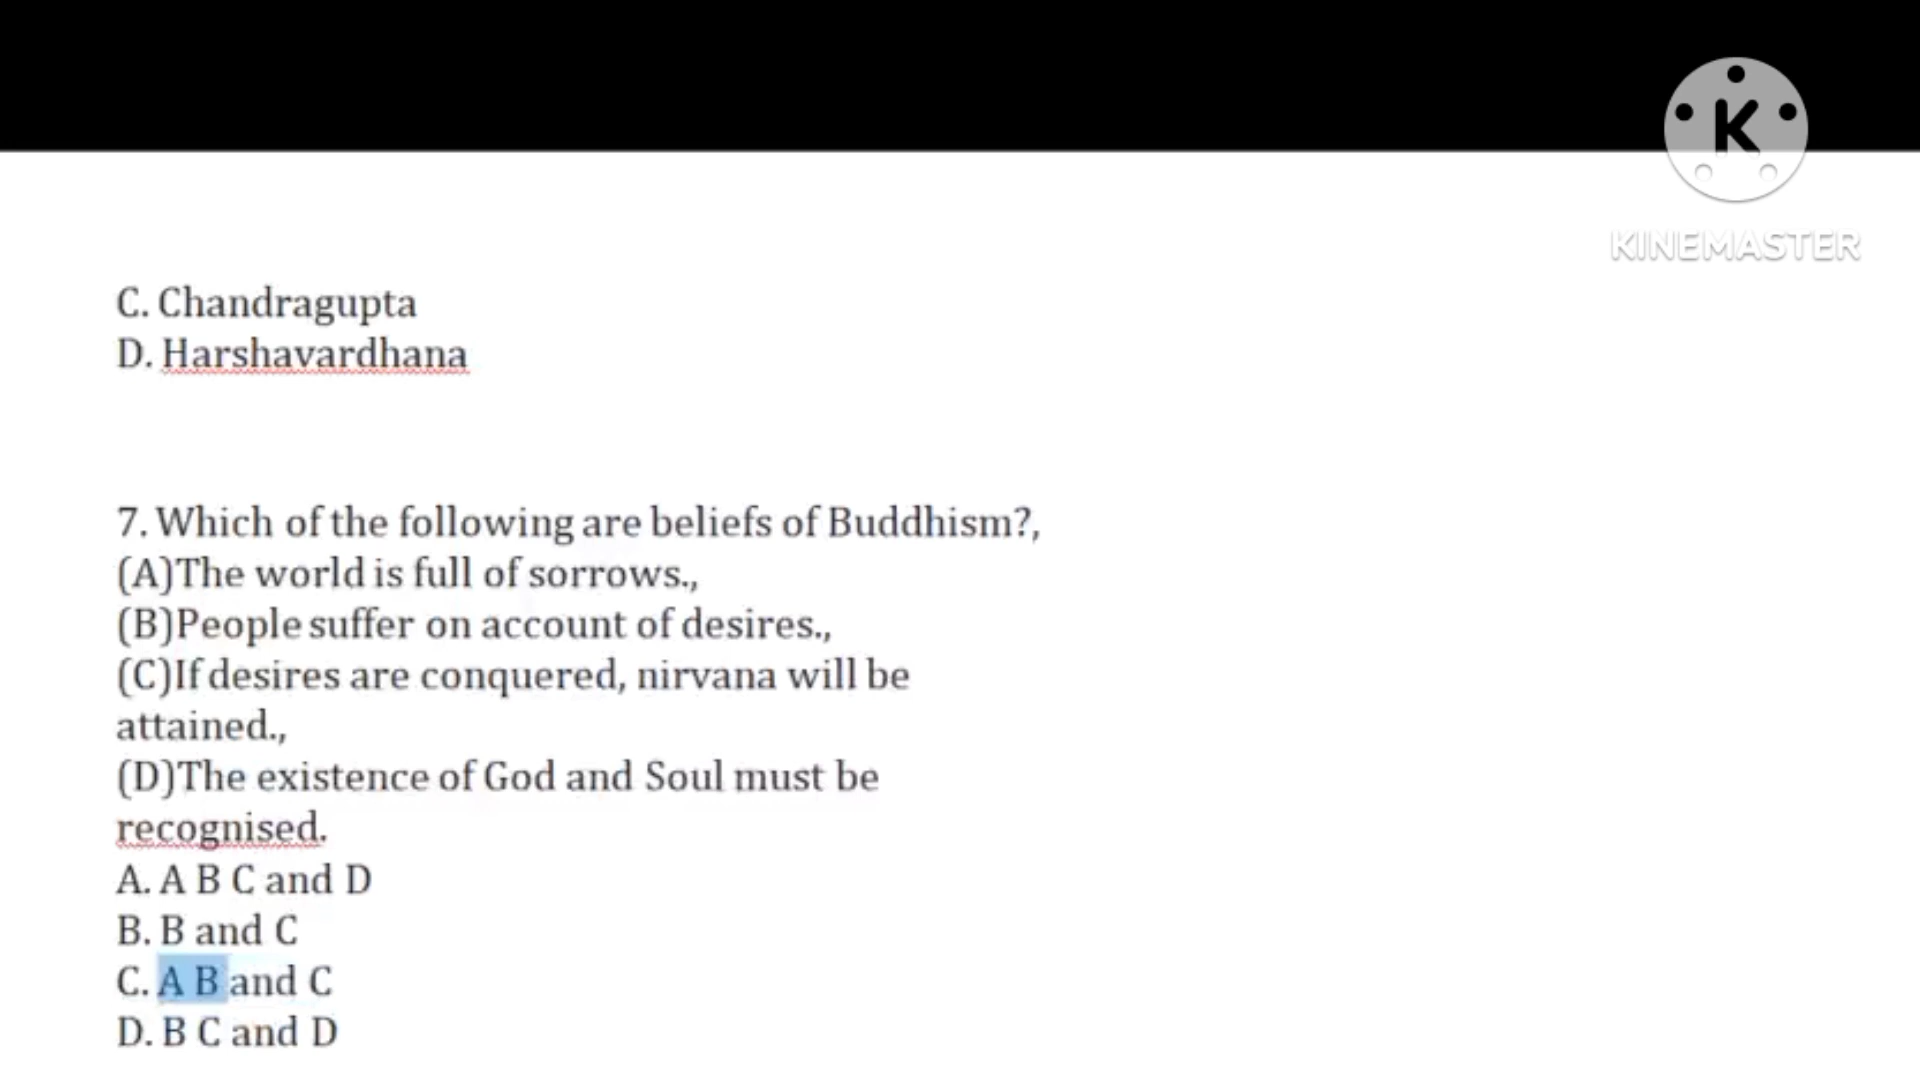 K
KINEMASTER
C. Chandragupta
D. Harshavardhana
7. Which of the following are beliefs of Buddhism?,
(A)The world is full of sorrows.,
(B)People suffer on account of desires.,
(C)If desires are conquered, nirvana will be
attained.,
(D)The existence of God and Soul must be
recognised.
A. A B C and D
B. B and C
C. A B and C
D. B C and D